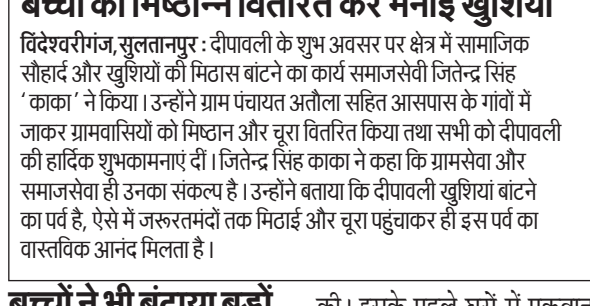 बच्चों को मिष्ठान्न वितरित कर मनाई खुशियां
विंदेश्वरीगंज,सुलतानपुर : दीपावली के शुभ अवसर पर क्षेत्र में सामाजिक
सौहार्द और खुशियों की मिठास बांटने का कार्य समाजसेवी जितेन्द्र सिंह
‘काका’ ने किया। उन्होंने ग्राम पंचायत अतौला सहित आसपास के गांवों में
जाकर ग्रामवासियों को मिष्ठान और चूरा वितरित किया तथा सभी को दीपावली
की हार्दिक शुभकामनाएं दीं। जितेन्द्र सिंह काका ने कहा कि ग्रामसेवा और
समाजसेवा ही उनका संकल्प है। उन्होंने बताया कि दीपावली खुशियां बांटने
का पर्व है, ऐसे में जरूरतमंदों तक मिठाई और चूरा पहुंचाकर ही इस पर्व का
वास्तविक आनंद मिलता है।
बच्चों ने भी बंटाया बड़ों
की। इसके पहले घरों में पकवान